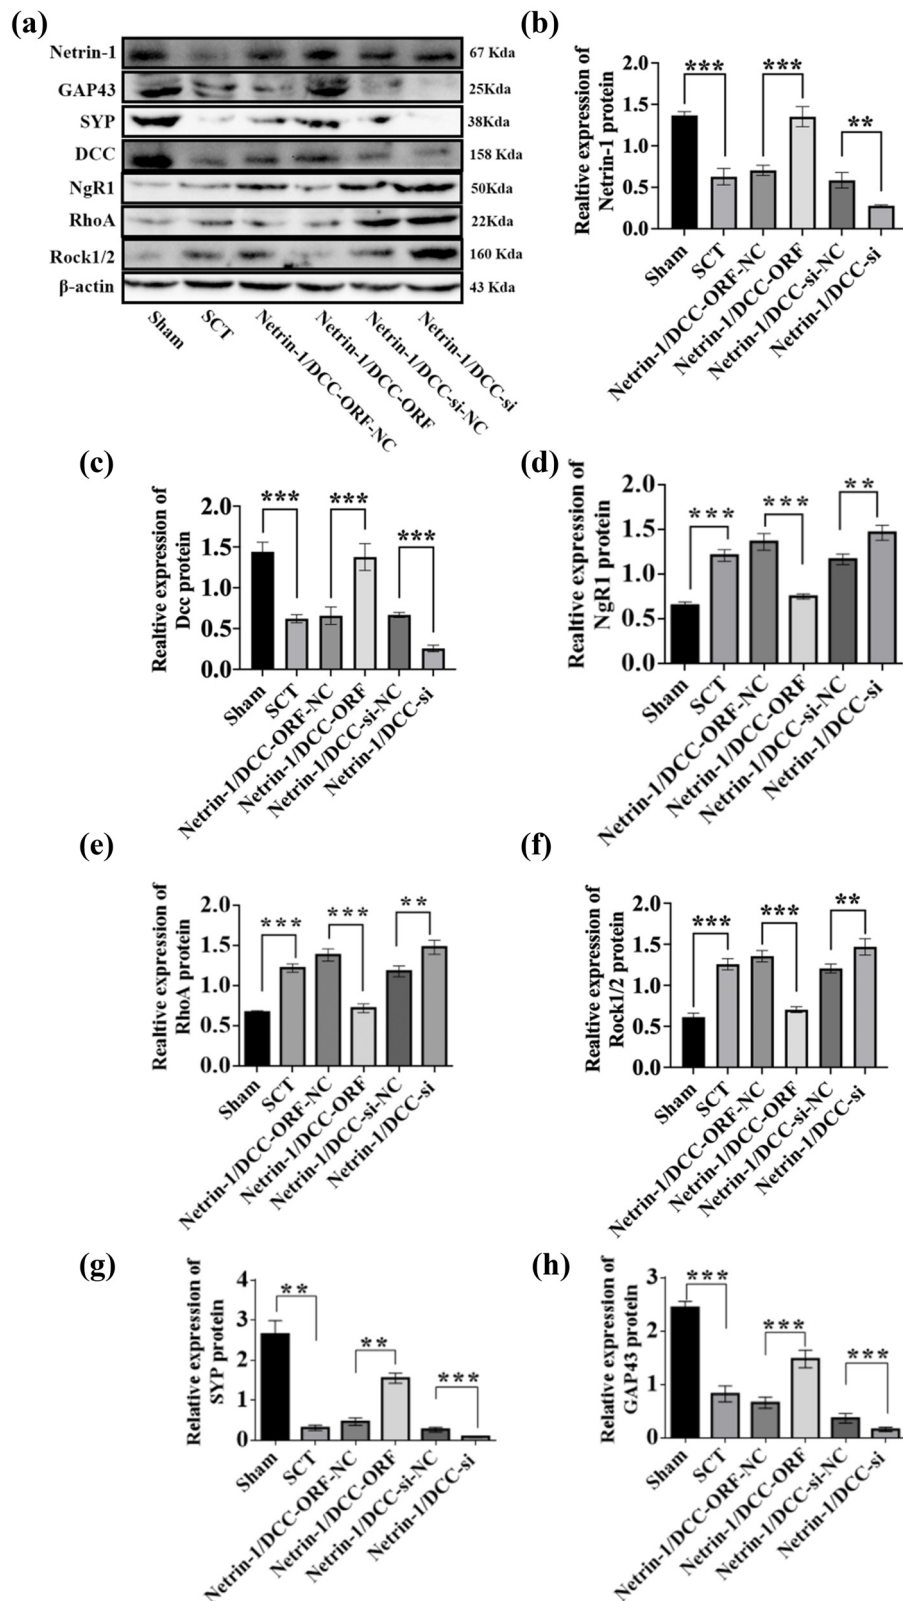 (a)
Netrin-1
67 Kda
GAP43
25Kda
SYP
38Kda
DCC
158 Kda
NgR1
50Kda
RhoA
22Kda
Rock1/2
160 Kda
β-actin
43 Kda
Sham
SCT
Netrin-1/DCC-ORF-NC
Netrin-1/DCC-ORF
Netrin-1/DCC-si-NC
Netrin-1/DCC-si
(b)
Realtive expression of
Netrin-1 protein
2.0
1.5
1.0
0.5
0.0
***
***
**
Sham
SCT
Netrin-1/DCC-ORF-NC
Netrin-1/DCC-ORF
Netrin-1/DCC-si-NC
Netrin-1/DCC-si
(c)
Realtive expression of
Dcc protein
2.0
1.5
1.0
0.5
0.0
***
***
***
Sham
SCT
Netrin-1/DCC-ORF-NC
Netrin-1/DCC-ORF
Netrin-1/DCC-si-NC
Netrin-1/DCC-si
(d)
Realtive expression of
NgR1 protein
2.0
1.5
1.0
0.5
0.0
***
***
**
Sham
SCT
Netrin-1/DCC-ORF-NC
Netrin-1/DCC-ORF
Netrin-1/DCC-si-NC
Netrin-1/DCC-si
(e)
Realtive expression of
RhoA protein
2.0
1.5
1.0
0.5
0.0
***
***
**
Sham
SCT
Netrin-1/DCC-ORF-NC
Netrin-1/DCC-ORF
Netrin-1/DCC-si-NC
Netrin-1/DCC-si
(f)
Realtive expression of
Rock1/2 protein
2.0
1.5
1.0
0.5
0.0
***
***
**
Sham
SCT
Netrin-1/DCC-ORF-NC
Netrin-1/DCC-ORF
Netrin-1/DCC-si-NC
Netrin-1/DCC-si
(g)
Relative expression of
SYP protein
4
3
2
1
0
**
**
***
Sham
SCT
Netrin-1/DCC-ORF-NC
Netrin-1/DCC-ORF
Netrin-1/DCC-si-NC
Netrin-1/DCC-si
(h)
Relative expression of
GAP43 protein
3
2
1
0
***
***
***
Sham
SCT
Netrin-1/DCC-ORF-NC
Netrin-1/DCC-ORF
Netrin-1/DCC-si-NC
Netrin-1/DCC-si